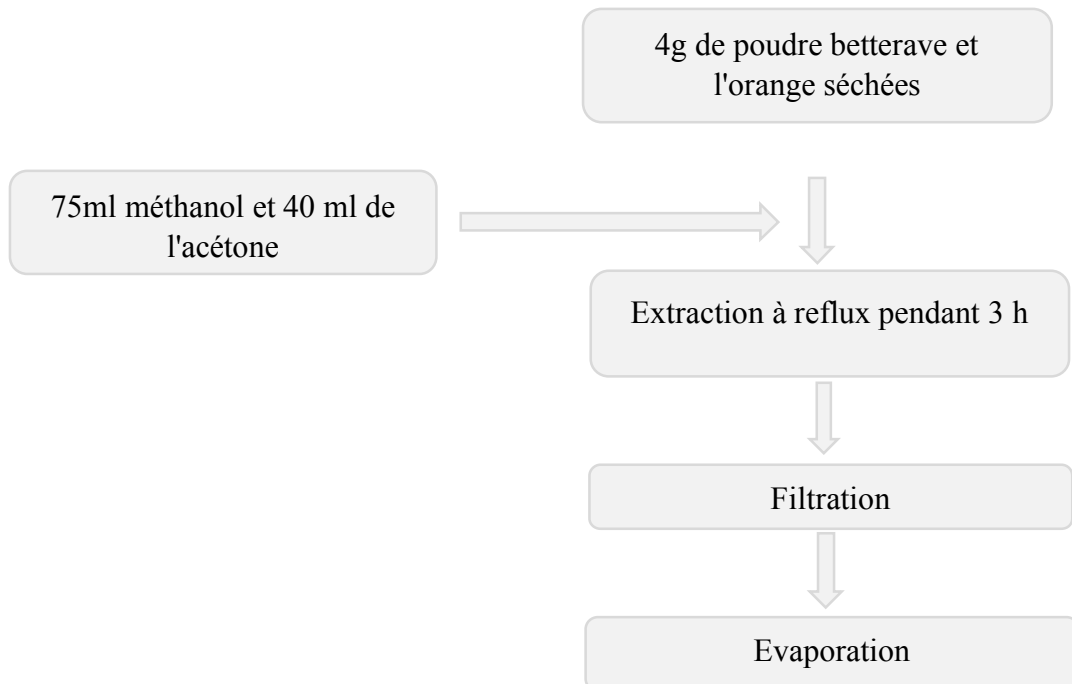 4g de poudre betterave et
l'orange séchées
75ml méthanol et 40 ml de
l'acétone
Extraction à reflux pendant 3 h
Filtration
Evaporation